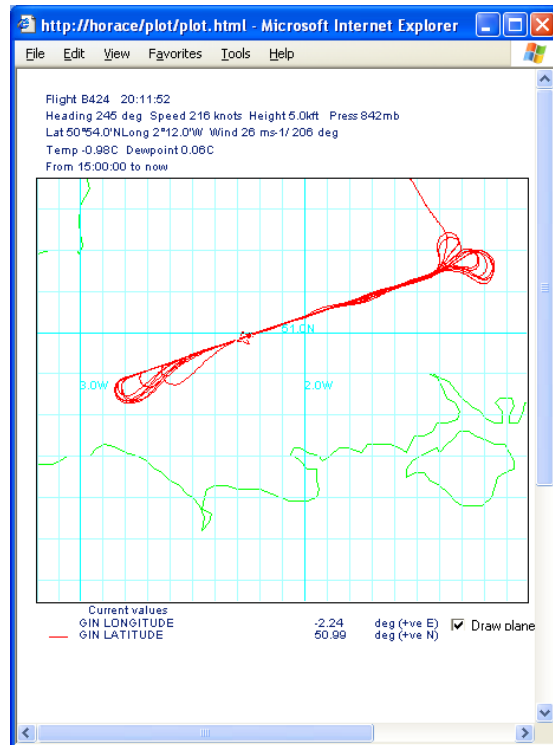 http://horace/plot/plot.html - Microsoft Internet Explorer
File Edit View Favorites Tools Help
Flight B424 20:11:52
Heading 245 deg Speed 216 knots Height 5.0kft Press 842mb
Lat 50°54.0'NLong 2°12.0'W Wind 26 ms-1/ 206 deg
Temp -0.98C Dewpoint 0.06C
From 15:00:00 to now
51.0N
3.0W 2.0W
Current values
GIN LONGITUDE -2.24 deg (+ve E)
GIN LATITUDE 50.99 deg (+ve N)
Draw plane